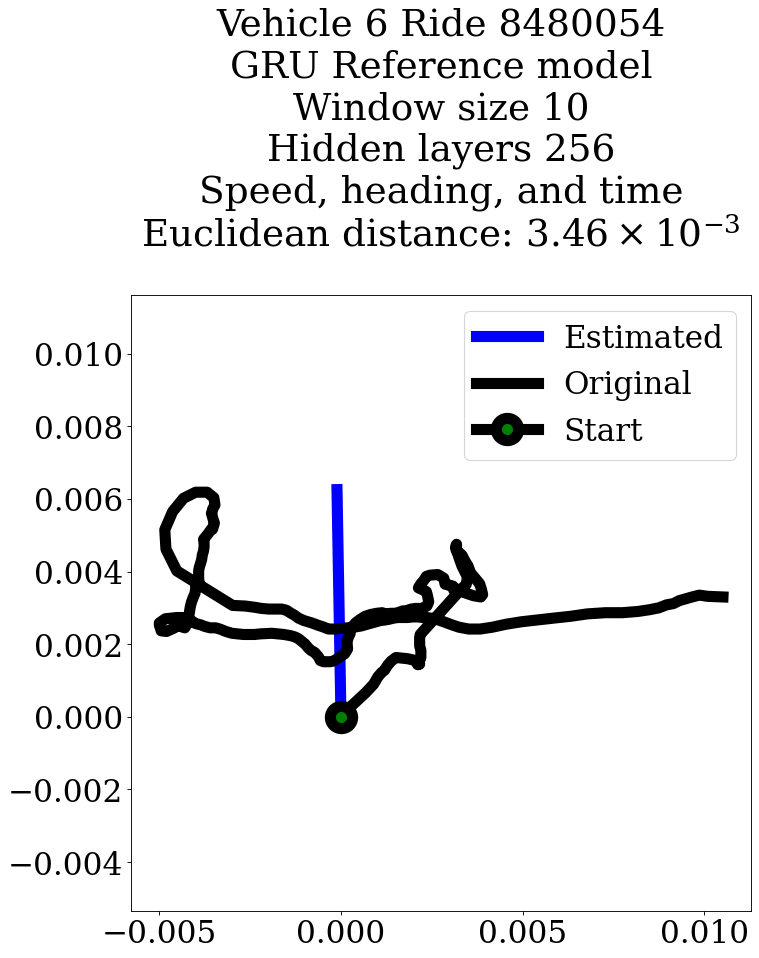 Vehicle 6 Ride 8480054
GRU Reference model
Window size 10
Hidden layers 256
Speed, heading, and time
Euclidean distance: 3.46 × 10⁻³
Estimated
Original
Start
0.010
0.008
0.006
0.004
0.002
0.000
−0.002
−0.004
−0.005 0.000 0.005 0.010